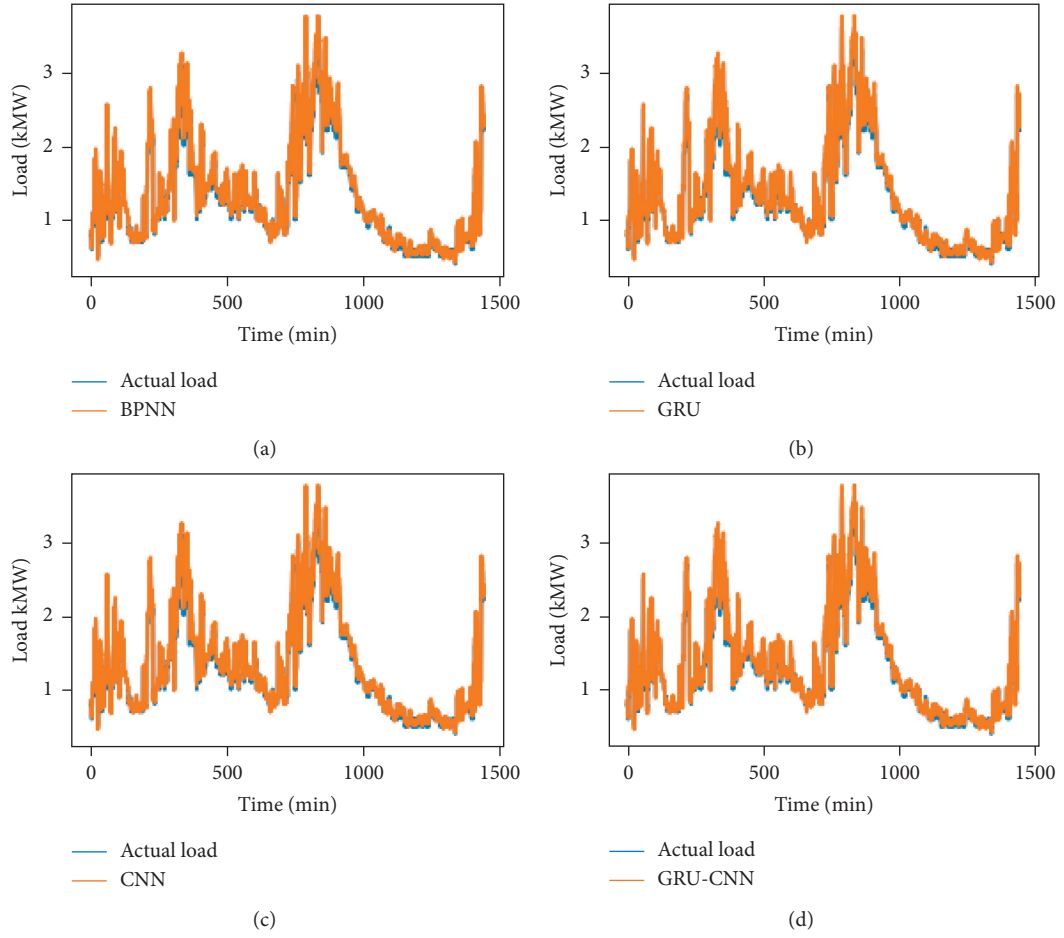 Load (kMW)
3
2
1
0 500 1000 1500
Time (min)
Actual load
BPNN
(a)
Load (kMW)
3
2
1
0 500 1000 1500
Time (min)
Actual load
GRU
(b)
Load kMW)
3
2
1
0 500 1000 1500
Time (min)
Actual load
CNN
(c)
Load (kMW)
3
2
1
0 500 1000 1500
Time (min)
Actual load
GRU-CNN
(d)